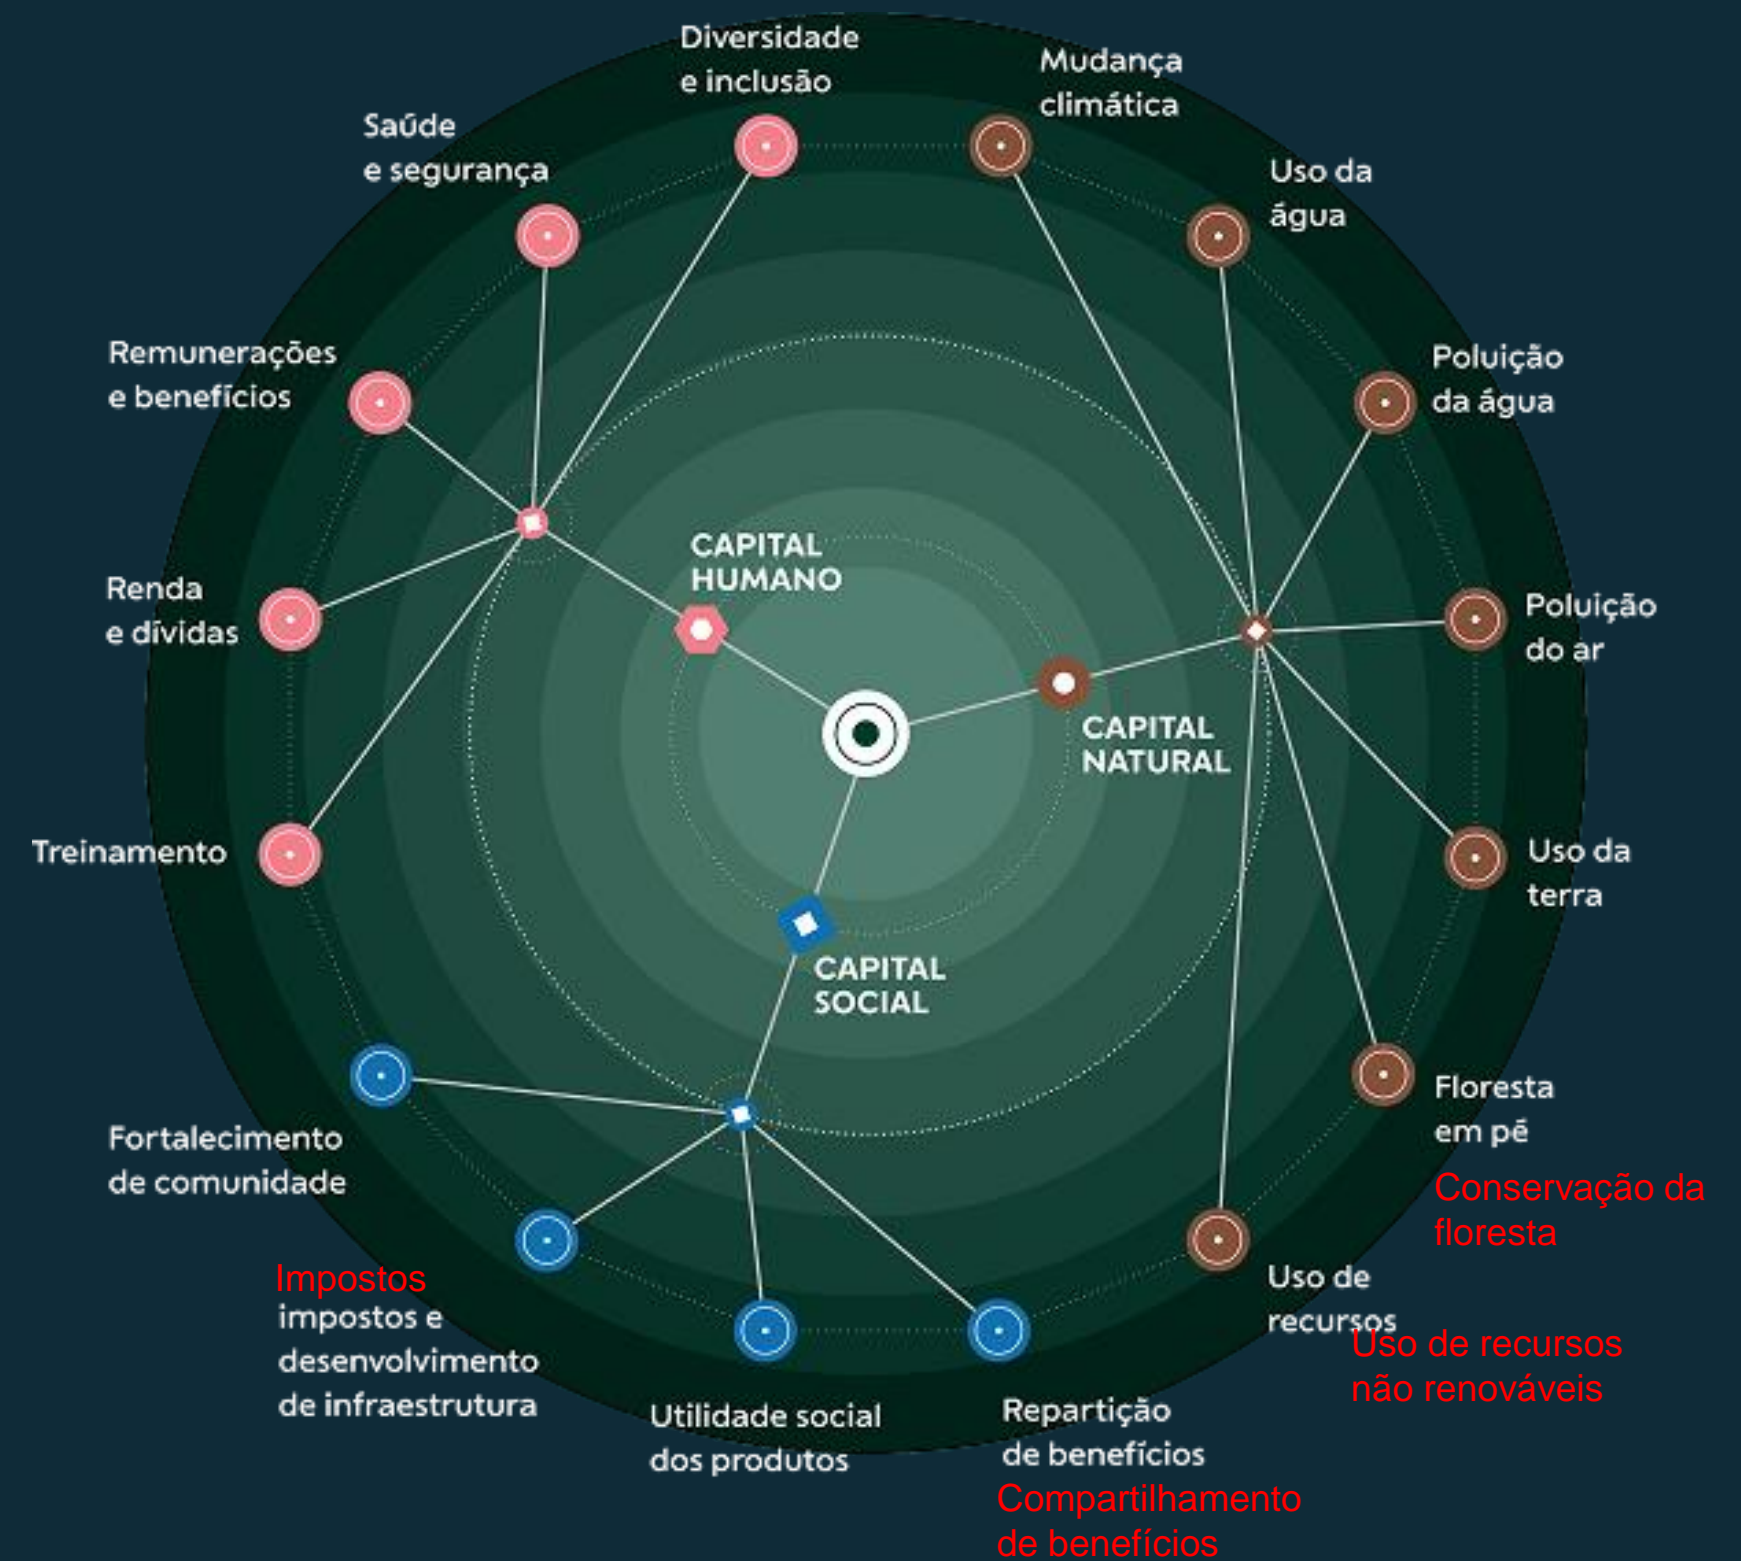 Diversidade
e inclusão
Mudança
climática
Saúde
e segurança
Uso da
água
Remunerações
e benefícios
Poluição
da água
CAPITAL
HUMANO
Renda
e dívidas
Poluição
do ar
CAPITAL
NATURAL
Treinamento
Uso da
terra
CAPITAL
SOCIAL
Floresta
em pé
Conservação da
floresta
Fortalecimento
de comunidade
Impostos
impostos e
desenvolvimento
de infraestrutura
Uso de
recursos
Uso de recursos
não renováveis
Utilidade social
dos produtos
Repartição
de benefícios
Compartilhamento
de benefícios